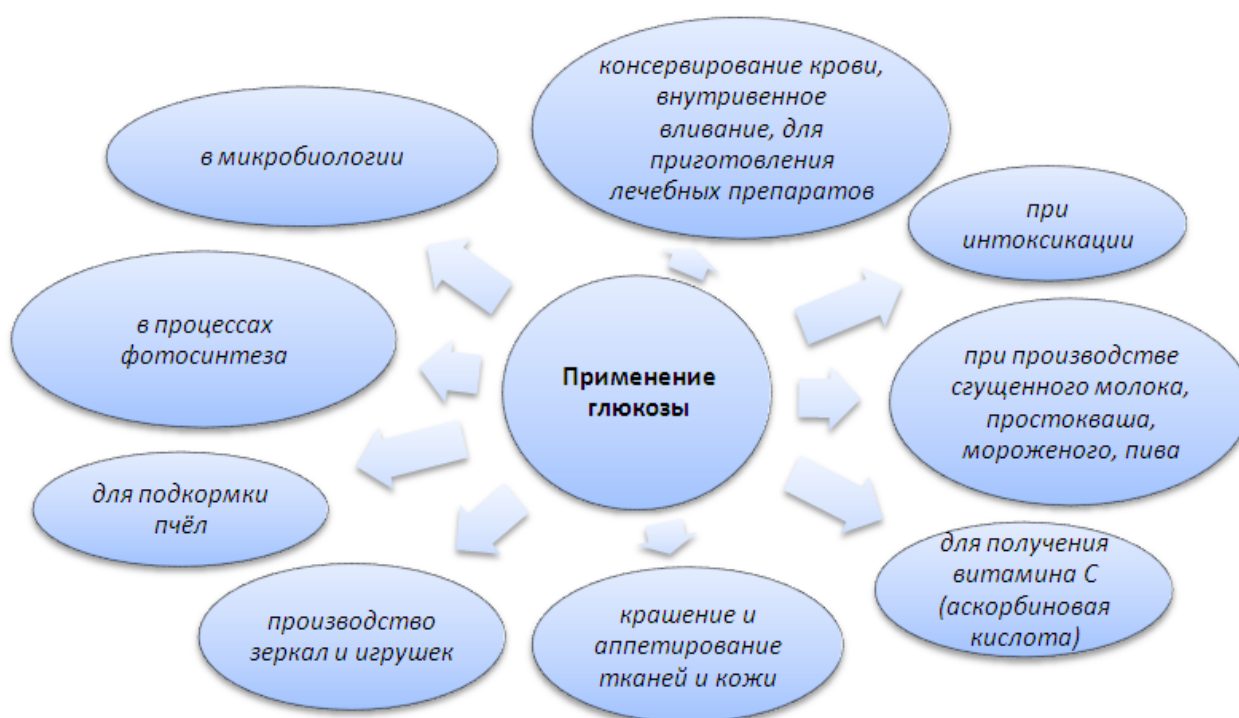 консервирование крови,
внутривенное
вливание, для
приготовления
лечебных препаратов
в микробиологии
при
интоксикации
в процессах
фотосинтеза
Применение
глюкозы
при производстве
сгущенного молока,
простокваша,
мороженого, пива
для подкормки
пчёл
для получения
витамина С
(аскорбиновая
кислота)
производство
зеркал и игрушек
крашение и
аппетирование
тканей и кожи